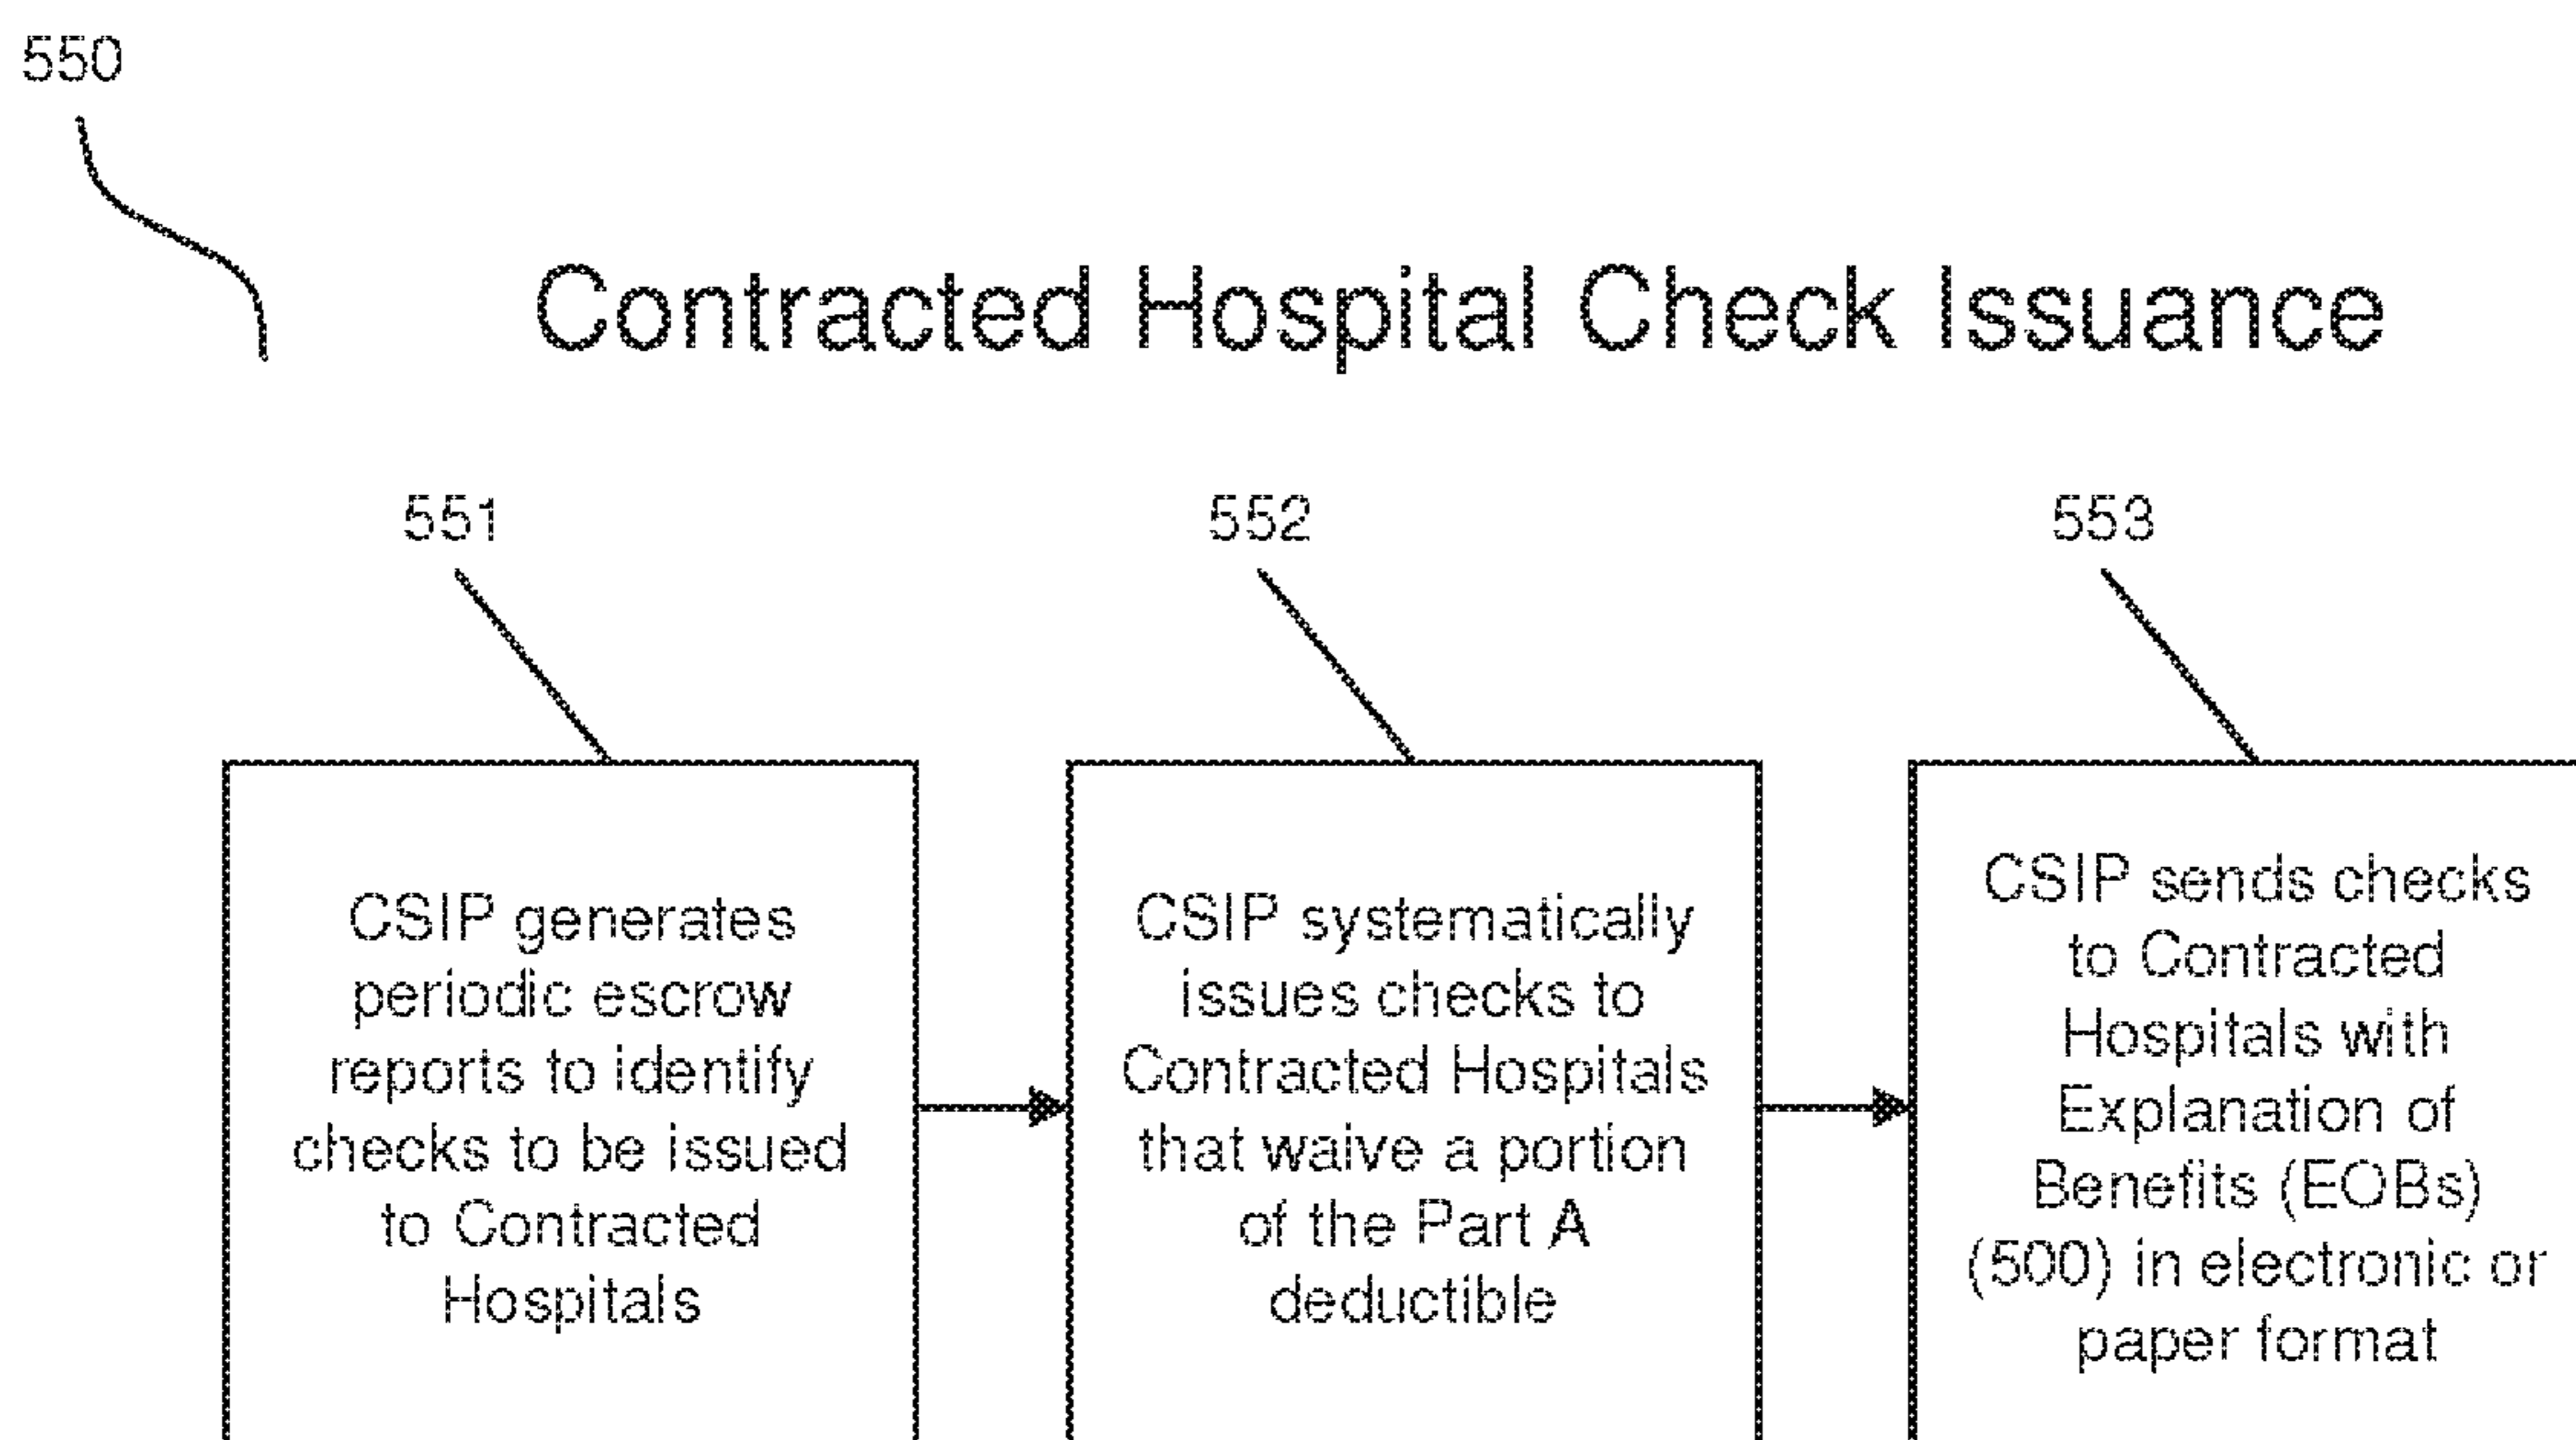 550
Contracted Hospital Check Issuance
551
552
553
CSIP generates
periodic escrow
reports to identify
checks to be issued
to Contracted
Hospitals
CSIP systematically
issues checks to
Contracted Hospitals
that waive a portion
of the Part A
deductible
CSIP sends checks
to Contracted
Hospitals with
Explanation of
Benefits (EOBs)
(500) in electronic or
paper format